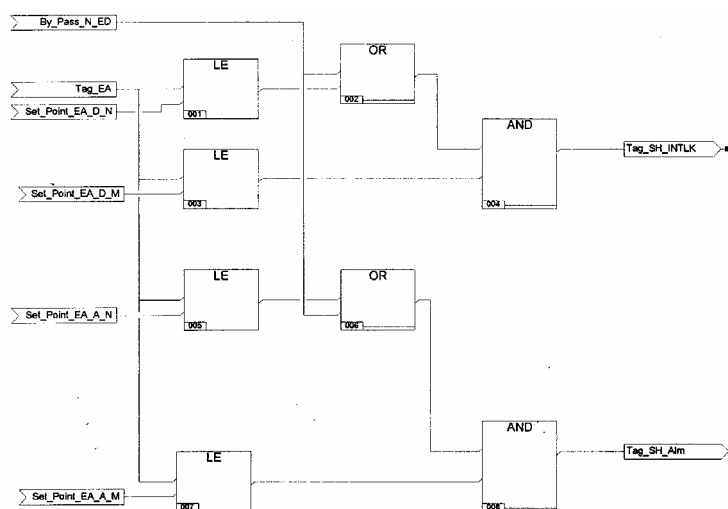 By_Pass_N_ED
OR
LE
Tag_EA
002
Set_Point_EA_D_N
001
AND
LE
Tag_SH_INTLK
Set_Point_EA_D_M
003
004
LE
OR
Set_Point_EA_A_N
005
006
AND
LE
Tag_SH_Alm
Set_Point_EA_A_M
007
008